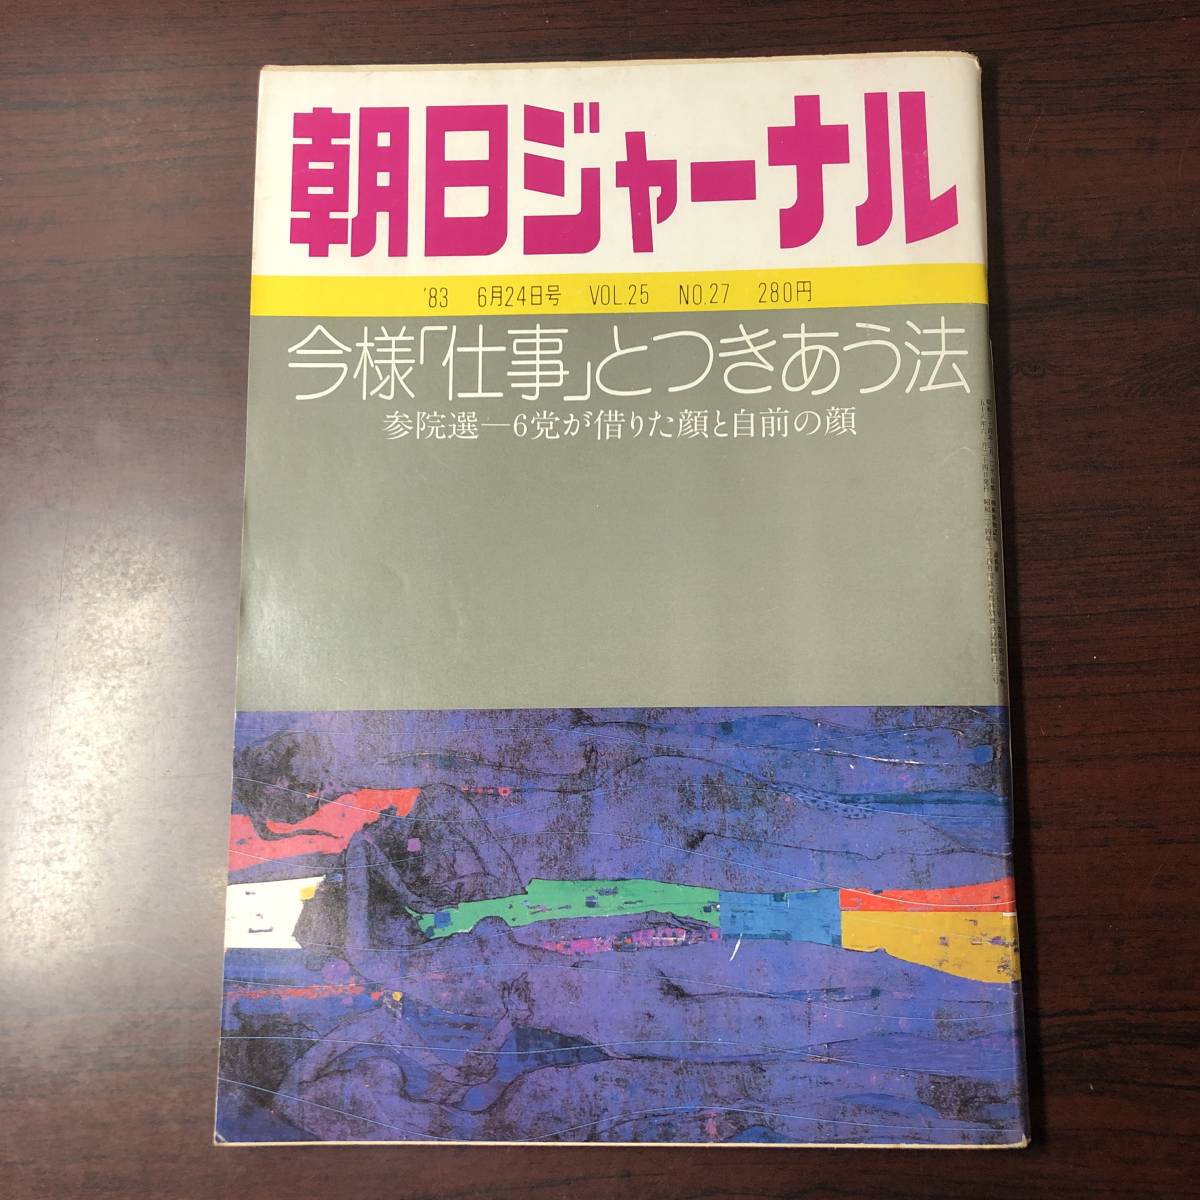 朝日ジャーナル
'83 6月24日号 VOL.25 NO.27 280円
今様「仕事」とつきあう法
参院選―6党が借りた顔と自前の顔